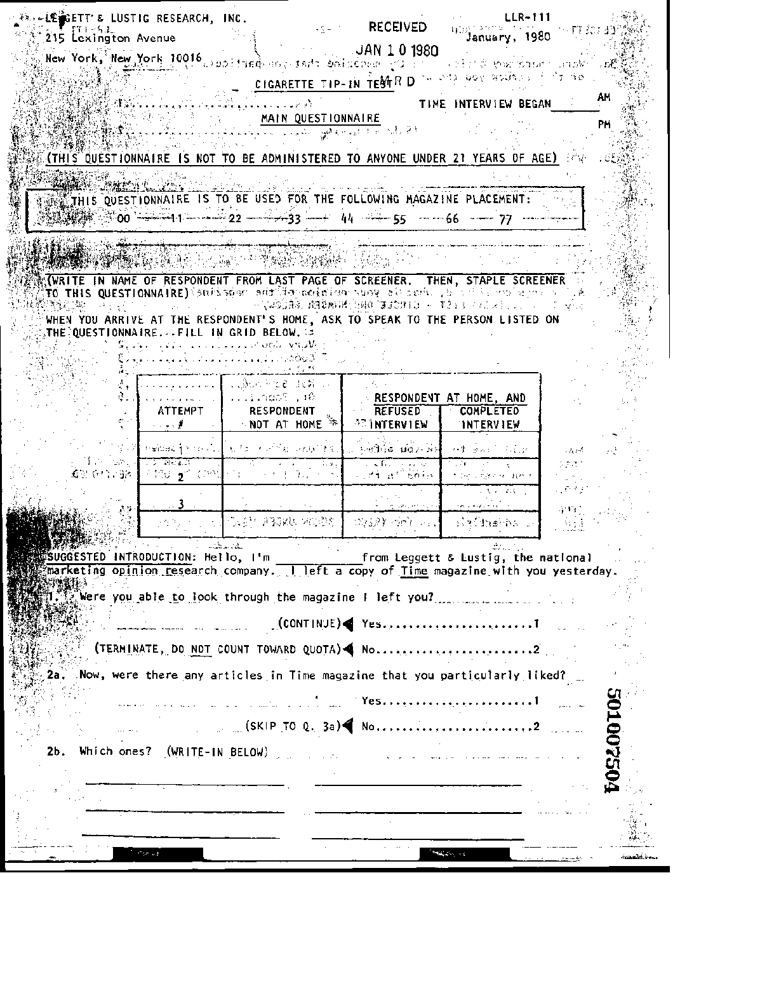 LEGGETT & LUSTIG RESEARCH, INC.
LLR-111
215 Lexington Avenue
RECEIVED
January, 1980
New York, New York 10016
JAN 10 1980
CIGARETTE TIP-IN TEST
M R D
TIME INTERVIEW BEGAN______ AM
PM
MAIN QUESTIONNAIRE
(THIS QUESTIONNAIRE IS NOT TO BE ADMINISTERED TO ANYONE UNDER 21 YEARS OF AGE)
THIS QUESTIONNAIRE IS TO BE USED FOR THE FOLLOWING MAGAZINE PLACEMENT:
00 11 22 33 44 55 66 77
(WRITE IN NAME OF RESPONDENT FROM LAST PAGE OF SCREENER. THEN, STAPLE SCREENER
TO THIS QUESTIONNAIRE)
WHEN YOU ARRIVE AT THE RESPONDENT'S HOME, ASK TO SPEAK TO THE PERSON LISTED ON
THE QUESTIONNAIRE...FILL IN GRID BELOW.
RESPONDENT AT HOME, AND
ATTEMPT RESPONDENT REFUSED COMPLETED
# NOT AT HOME INTERVIEW INTERVIEW
2
3
SUGGESTED INTRODUCTION: Hello, I'm ____________ from Leggett & Lustig, the national
marketing opinion research company. I left a copy of Time magazine with you yesterday.
1. Were you able to look through the magazine I left you?
(CONTINUE) Yes.......................1
(TERMINATE, DO NOT COUNT TOWARD QUOTA) No........................2
2a. Now, were there any articles in Time magazine that you particularly liked?
Yes.......................1
(SKIP TO Q. 3a) No........................2
2b. Which ones? (WRITE-IN BELOW)
501007504